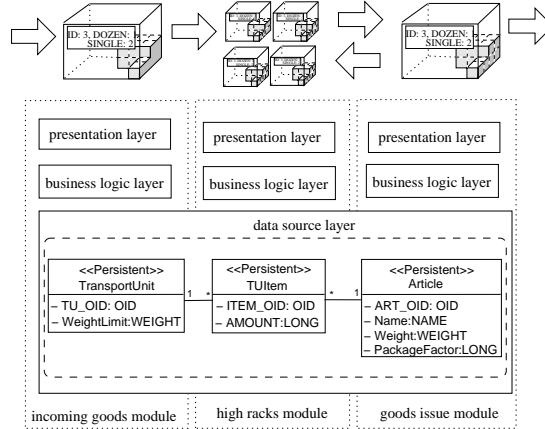 ID: 3, DOZEN: 1
SINGLE: 2
ID: 3, DOZEN:
SINGLE: 2
presentation layer
presentation layer
presentation layer
business logic layer
business logic layer
business logic layer
data source layer
<<Persistent>>
TransportUnit
– TU_OID: OID
– WeightLimit:WEIGHT
1
*
<<Persistent>>
TUItem
– ITEM_OID: OID
– AMOUNT:LONG
*
1
<<Persistent>>
Article
– ART_OID: OID
– Name:NAME
– Weight:WEIGHT
– PackageFactor:LONG
incoming goods module
high racks module
goods issue module